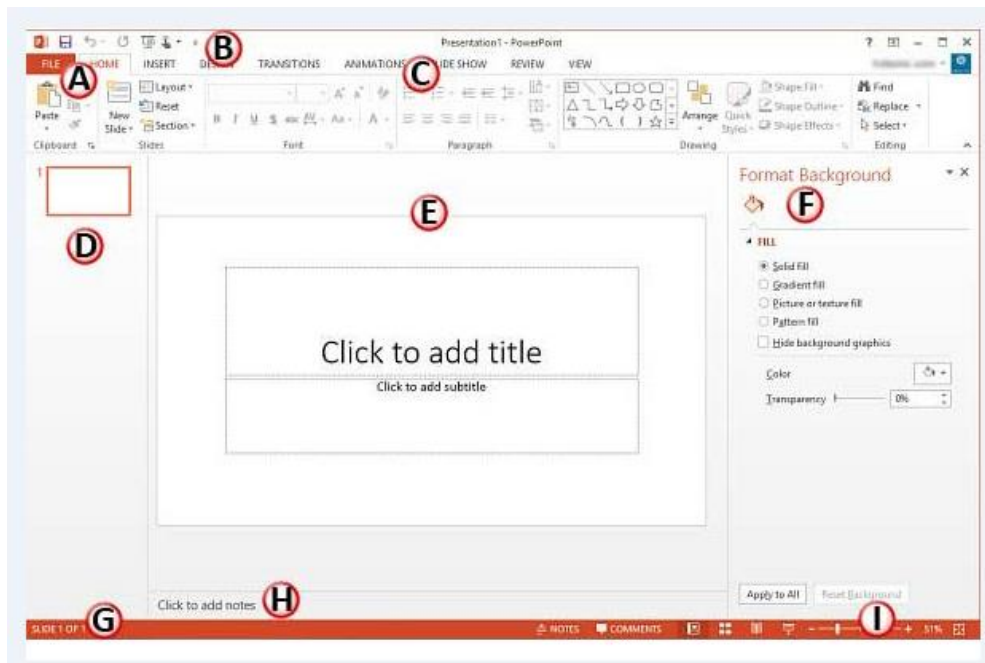 B
Presentation1 - PowerPoint
FILE HOME INSERT TRANSITIONS ANIMATIONS SHOW REVIEW VIEW
A
C
Paste
New
Slide
Layout
Reset
Section
B I U S abc AV Aa A
Arrange
Quick
Styles
Shape Fill
Shape Outline
Shape Effects
Find
Replace
Select
Clipboard Slides Font Paragraph Drawing Editing
1
D
E
Click to add title
Click to add subtitle
Format Background
F
FILL
Solid fill
Gradient fill
Picture or texture fill
Pattern fill
Hide background graphics
Color
Transparency 0%
Apply to All Reset Background
Click to add notes H
SLIDE 1 OF 1 G NOTES COMMENTS I 51%